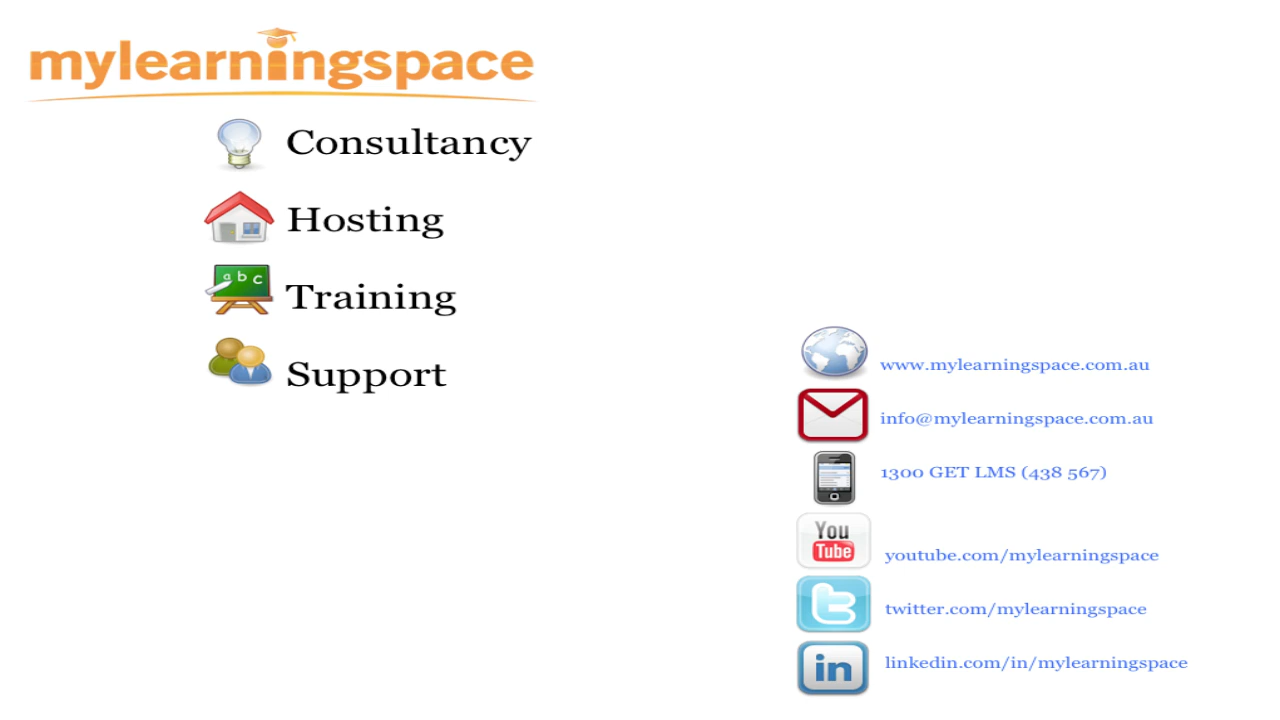 mylearningspace
Consultancy
Hosting
abc
Training
Support
www.mylearningspace.com.au
info@mylearningspace.com.au
1300 GET LMS (438 567)
You
Tube
youtube.com/mylearningspace
t
twitter.com/mylearningspace
in
linkedin.com/in/mylearningspace